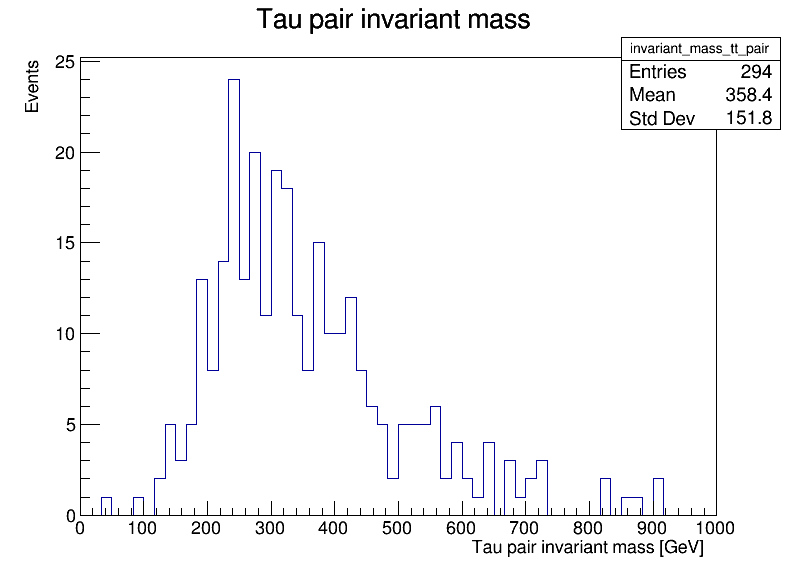 Tau pair invariant mass
invariant_mass_tt_pair
Entries 294
Mean 358.4
Std Dev 151.8
Events
25
20
15
10
5
0
0 100 200 300 400 500 600 700 800 900 1000
Tau pair invariant mass [GeV]